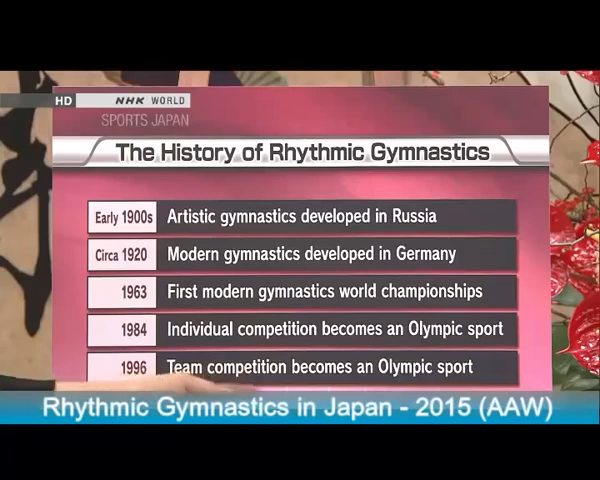 HD NHK WORLD
SPORTS JAPAN
The History of Rhythmic Gymnastics
Early 1900s Artistic gymnastics developed in Russia
Circa 1920 Modern gymnastics developed in Germany
1963 First modern gymnastics world championships
1984 Individual competition becomes an Olympic sport
1996 Team competition becomes an Olympic sport
Rhythmic Gymnastics in Japan - 2015 (AAW)